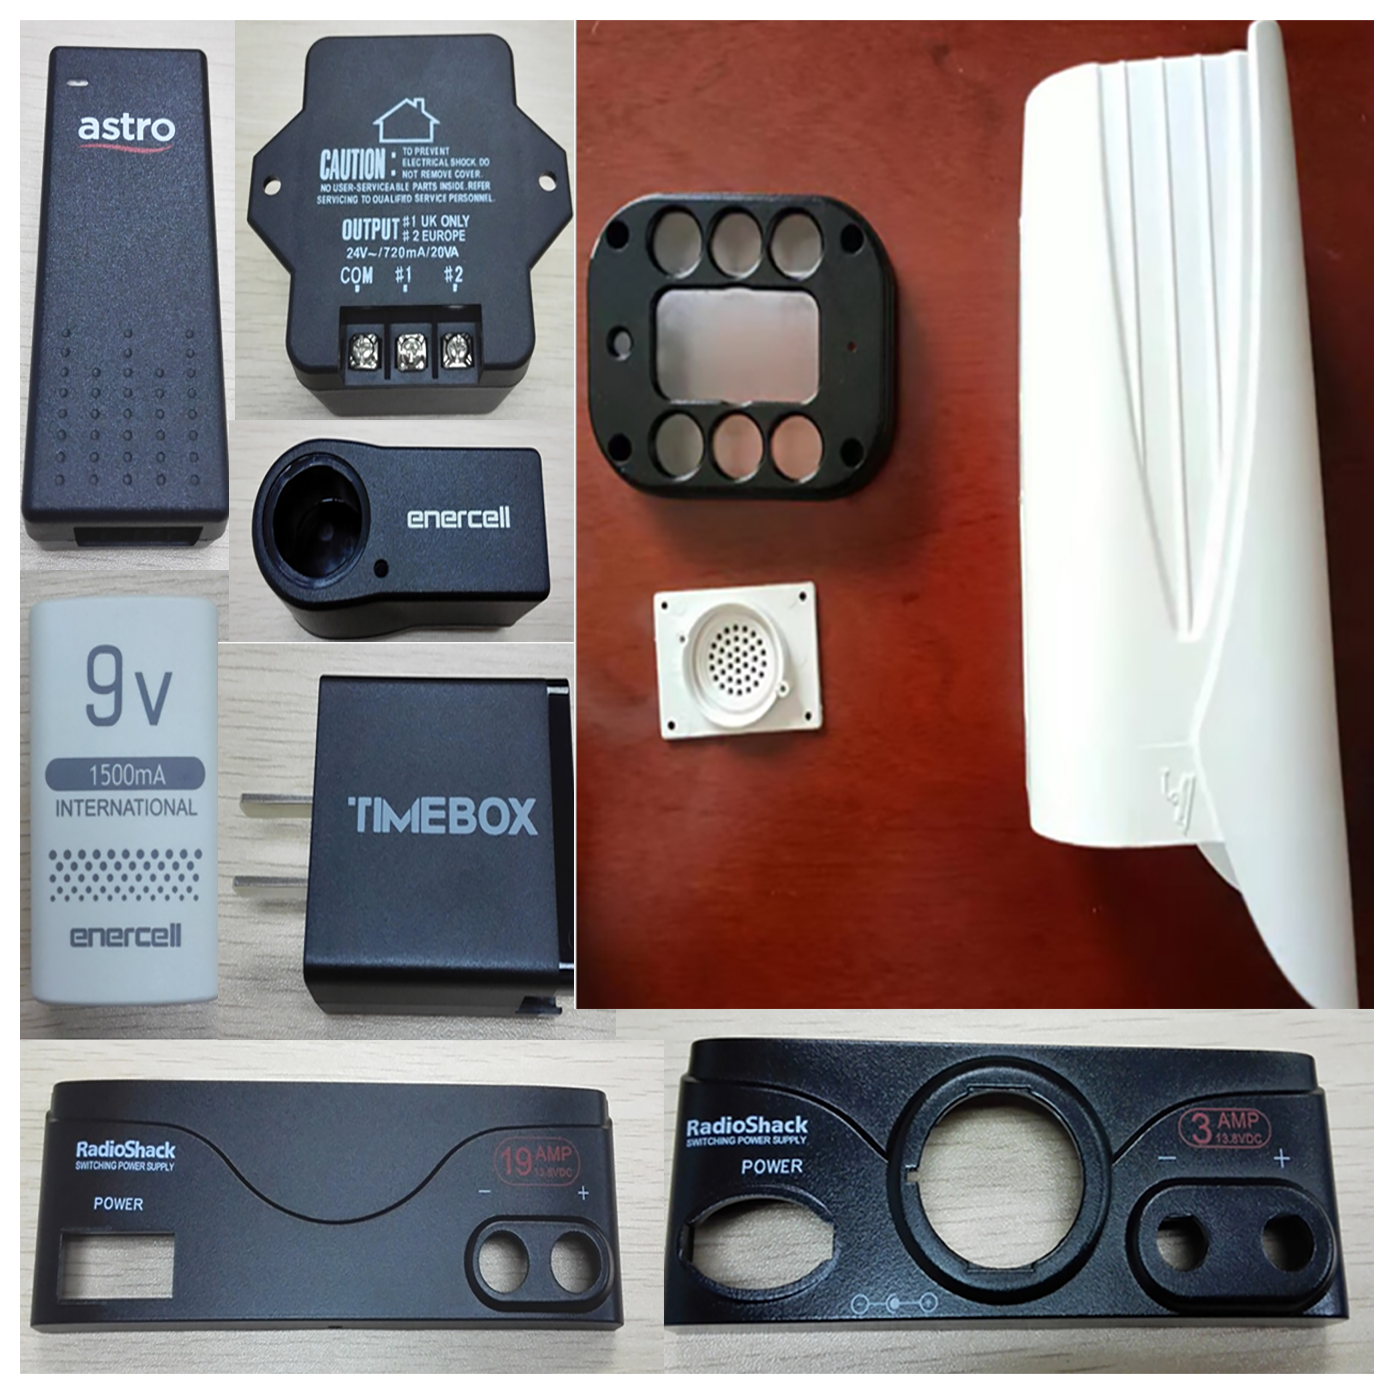 astro
CAUTION:
TO PREVENT
ELECTRICAL SHOCK. DO
NOT REMOVE COVER.
NO USER-SERVICEABLE PARTS INSIDE.REFER
SERVICING TO QUALIFIED SERVICE PERSONNEL.
OUTPUT #1 UK ONLY
#2 EUROPE
24V~/720mA/20VA
COM #1 #2
enercell
9v
1500mA
INTERNATIONAL
enercell
TIMEBOX
RadioShack
SWITCHING POWER SUPPLY
POWER
19 AMP
13.8VDC
- +
RadioShack
SWITCHING POWER SUPPLY
POWER
3 AMP
13.8VDC
- +